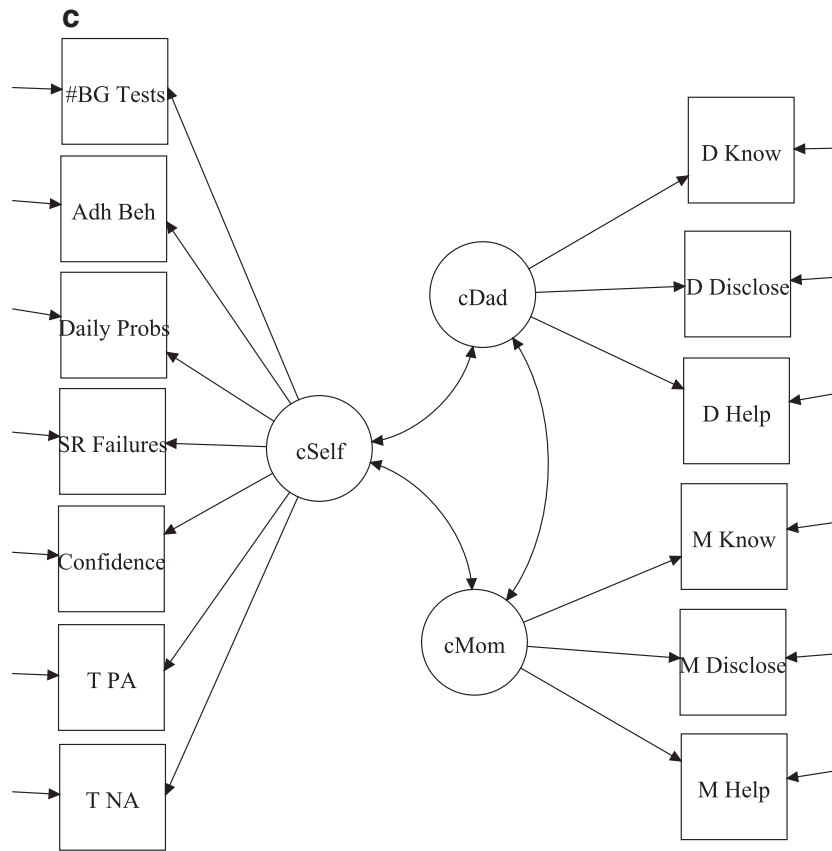 c
#BG Tests
Adh Beh
Daily Probs
SR Failures
Confidence
T PA
T NA
cSelf
cDad
cMom
D Know
D Disclose
D Help
M Know
M Disclose
M Help